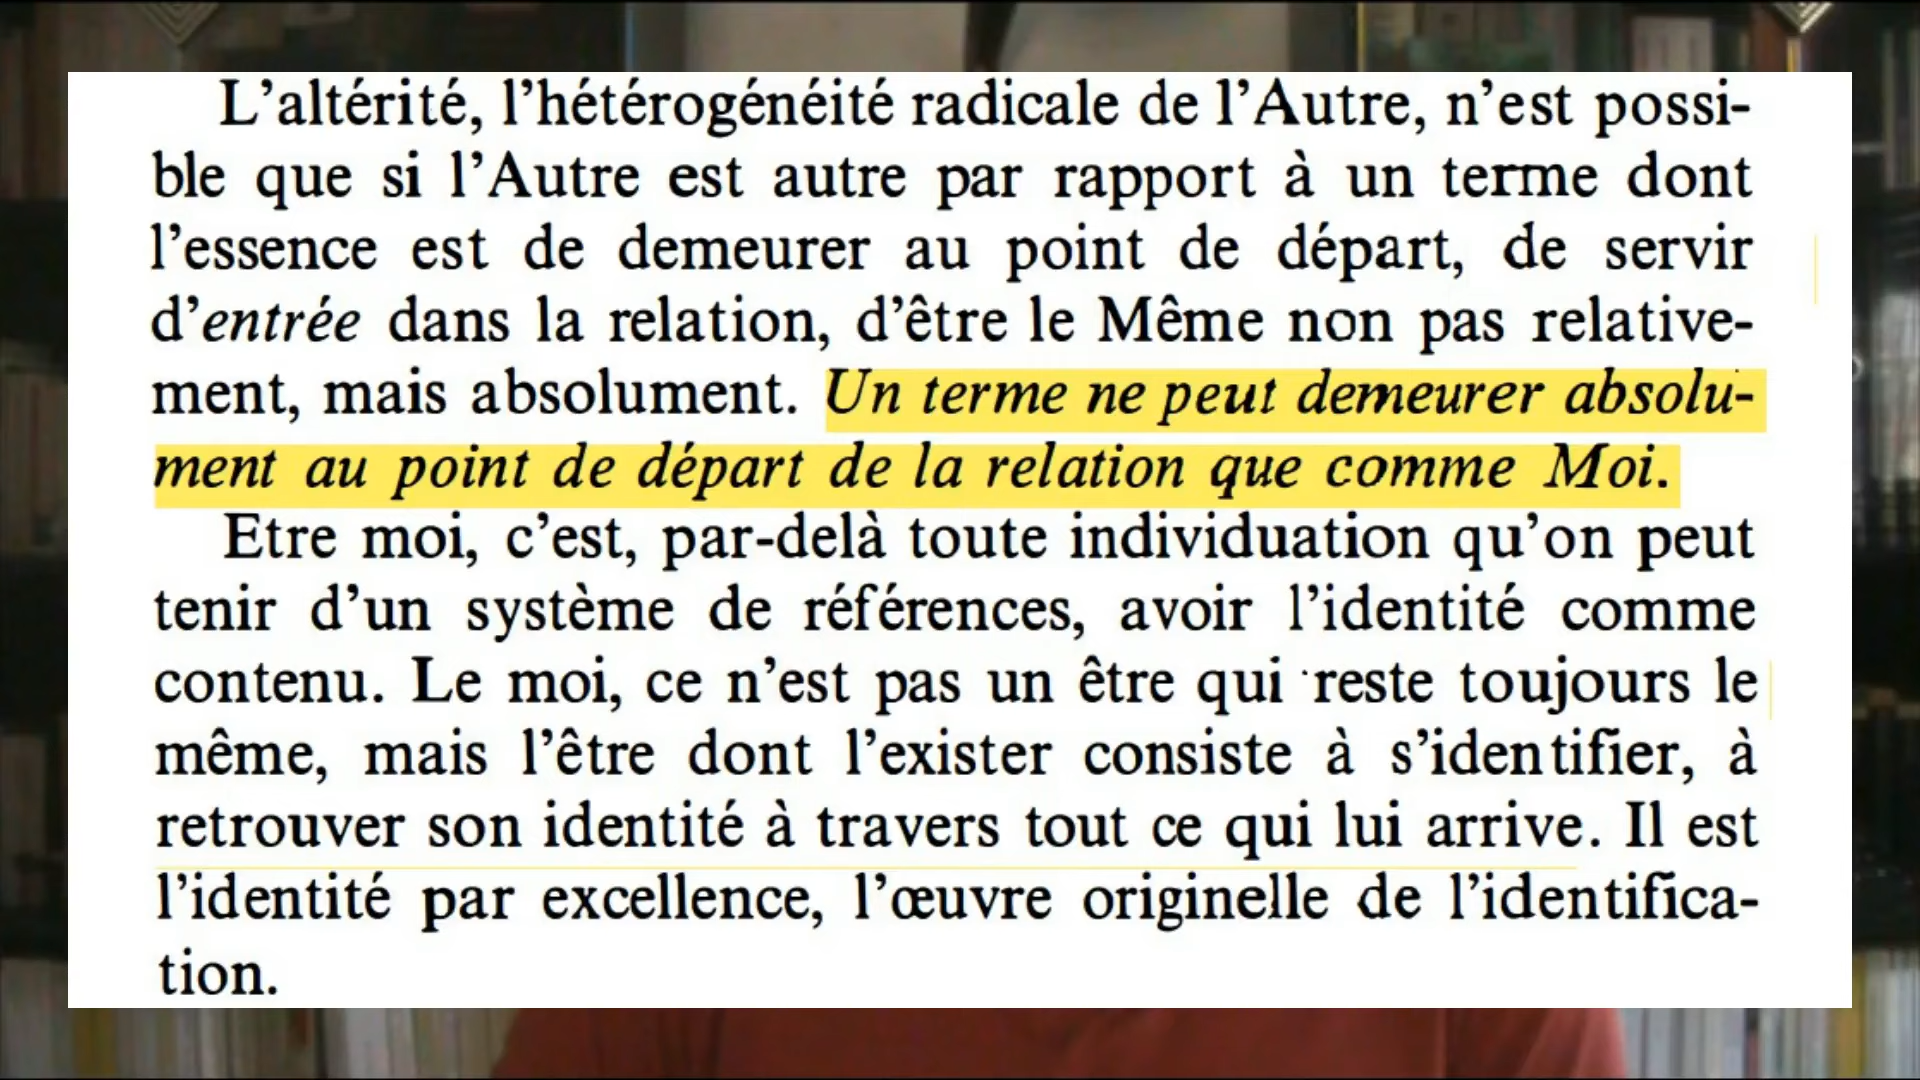 L’altérité, l’hétérogénéité radicale de l’Autre, n’est possi-
ble que si l’Autre est autre par rapport à un terme dont
l’essence est de demeurer au point de départ, de servir
d’entrée dans la relation, d’être le Même non pas relative-
ment, mais absolument. Un terme ne peut demeurer absolu-
ment au point de départ de la relation que comme Moi.
Etre moi, c’est, par-delà toute individuation qu’on peut
tenir d’un système de références, avoir l’identité comme
contenu. Le moi, ce n’est pas un être qui reste toujours le
même, mais l’être dont l’exister consiste à s’identifier, à
retrouver son identité à travers tout ce qui lui arrive. Il est
l’identité par excellence, l’œuvre originelle de l’identifica-
tion.